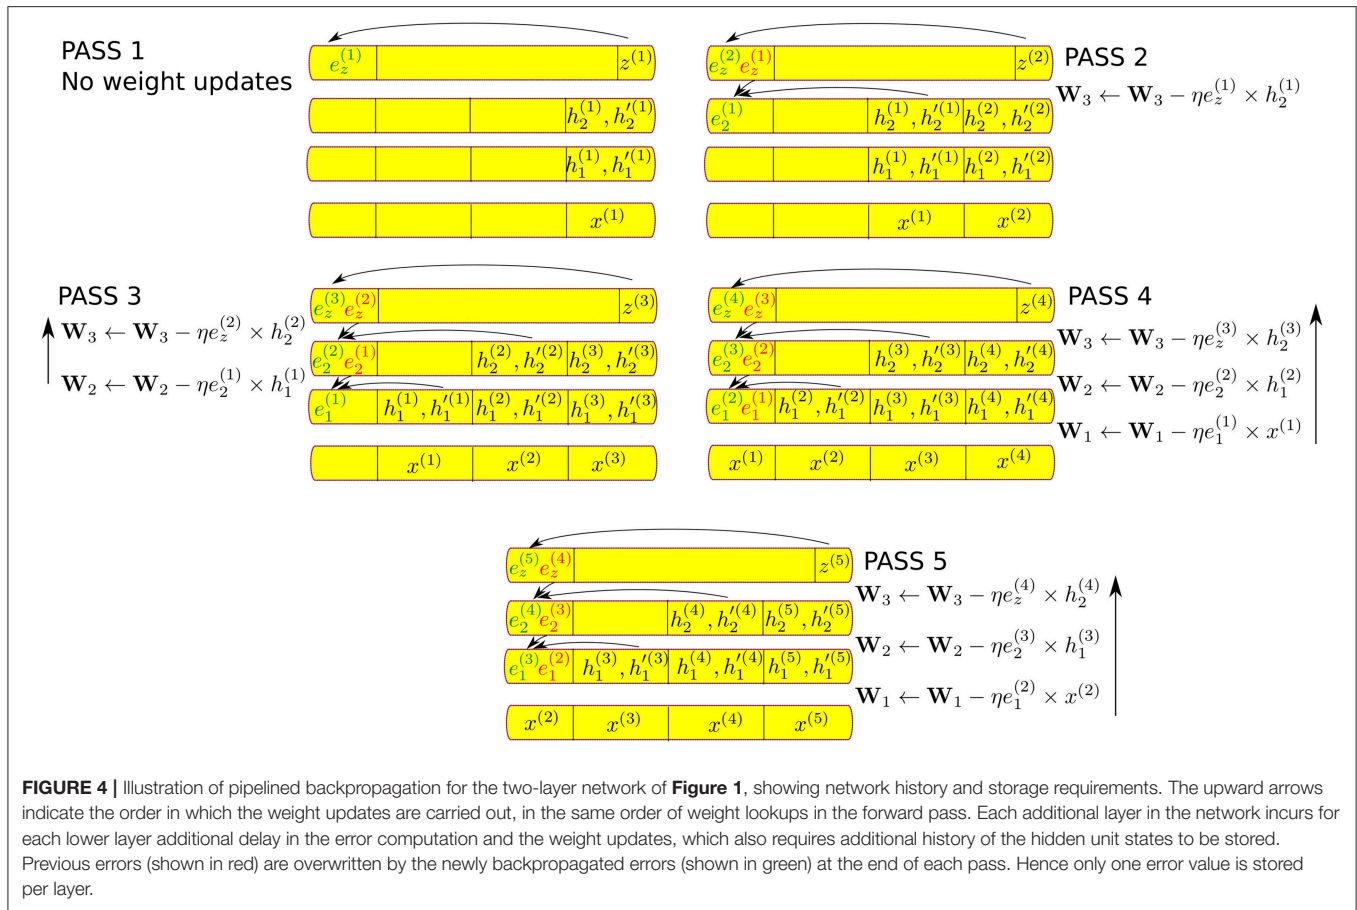 PASS 1
No weight updates
e_z^{(1)} z^{(1)}
h_2^{(1)}, h_2'^{(1)}
h_1^{(1)}, h_1'^{(1)}
x^{(1)}
PASS 2
e_z^{(2)} e_z^{(1)} z^{(2)}
W_3 ← W_3 − ηe_z^{(1)} × h_2^{(1)}
e_2^{(1)} h_2^{(1)}, h_2'^{(1)} h_2^{(2)}, h_2'^{(2)}
h_1^{(1)}, h_1'^{(1)} h_1^{(2)}, h_1'^{(2)}
x^{(1)} x^{(2)}
PASS 3
e_z^{(3)} e_z^{(2)} z^{(3)}
W_3 ← W_3 − ηe_z^{(2)} × h_2^{(2)}
e_2^{(2)} e_2^{(1)} h_2^{(2)}, h_2'^{(2)} h_2^{(3)}, h_2'^{(3)}
W_2 ← W_2 − ηe_2^{(1)} × h_1^{(1)}
e_1^{(1)} h_1^{(1)}, h_1'^{(1)} h_1^{(2)}, h_1'^{(2)} h_1^{(3)}, h_1'^{(3)}
x^{(1)} x^{(2)} x^{(3)}
PASS 4
e_z^{(4)} e_z^{(3)} z^{(4)}
W_3 ← W_3 − ηe_z^{(3)} × h_2^{(3)}
e_2^{(3)} e_2^{(2)} h_2^{(3)}, h_2'^{(3)} h_2^{(4)}, h_2'^{(4)}
W_2 ← W_2 − ηe_2^{(2)} × h_1^{(2)}
e_1^{(2)} e_1^{(1)} h_1^{(2)}, h_1'^{(2)} h_1^{(3)}, h_1'^{(3)} h_1^{(4)}, h_1'^{(4)}
W_1 ← W_1 − ηe_1^{(1)} × x^{(1)}
x^{(1)} x^{(2)} x^{(3)} x^{(4)}
PASS 5
e_z^{(5)} e_z^{(4)} z^{(5)}
W_3 ← W_3 − ηe_z^{(4)} × h_2^{(4)}
e_2^{(4)} e_2^{(3)} h_2^{(4)}, h_2'^{(4)} h_2^{(5)}, h_2'^{(5)}
W_2 ← W_2 − ηe_2^{(3)} × h_1^{(3)}
e_1^{(3)} e_1^{(2)} h_1^{(3)}, h_1'^{(3)} h_1^{(4)}, h_1'^{(4)} h_1^{(5)}, h_1'^{(5)}
W_1 ← W_1 − ηe_1^{(2)} × x^{(2)}
x^{(2)} x^{(3)} x^{(4)} x^{(5)}
FIGURE 4 | Illustration of pipelined backpropagation for the two-layer network of Figure 1, showing network history and storage requirements. The upward arrows
indicate the order in which the weight updates are carried out, in the same order of weight lookups in the forward pass. Each additional layer in the network incurs for
each lower layer additional delay in the error computation and the weight updates, which also requires additional history of the hidden unit states to be stored.
Previous errors (shown in red) are overwritten by the newly backpropagated errors (shown in green) at the end of each pass. Hence only one error value is stored
per layer.